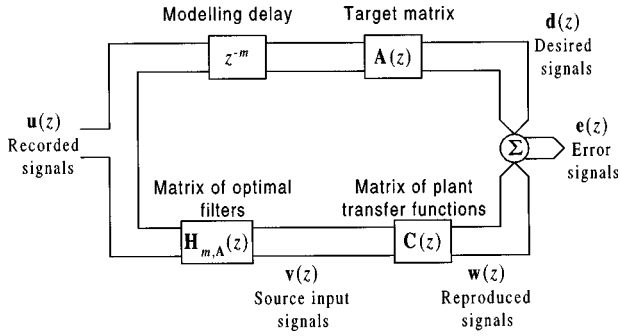 Modelling delay
Target matrix
z⁻ᵐ
A(z)
d(z)
Desired
signals
u(z)
Recorded
signals
Σ
e(z)
Error
signals
Matrix of optimal
filters
Matrix of plant
transfer functions
Hm,A(z)
C(z)
v(z)
Source input
signals
w(z)
Reproduced
signals